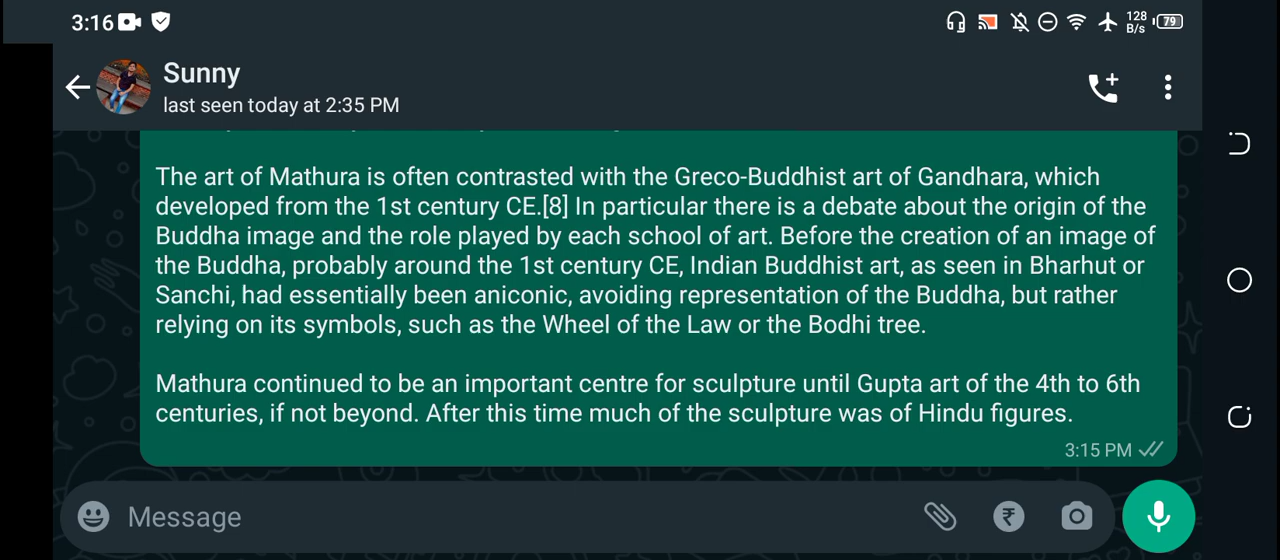 3:16
128
B/s
79
Sunny
last seen today at 2:35 PM
The art of Mathura is often contrasted with the Greco-Buddhist art of Gandhara, which
developed from the 1st century CE.[8] In particular there is a debate about the origin of the
Buddha image and the role played by each school of art. Before the creation of an image of
the Buddha, probably around the 1st century CE, Indian Buddhist art, as seen in Bharhut or
Sanchi, had essentially been aniconic, avoiding representation of the Buddha, but rather
relying on its symbols, such as the Wheel of the Law or the Bodhi tree.
Mathura continued to be an important centre for sculpture until Gupta art of the 4th to 6th
centuries, if not beyond. After this time much of the sculpture was of Hindu figures.
3:15 PM
Message
₹